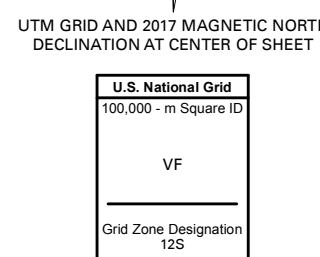 UTM GRID AND 2017 MAGNETIC NORTH
DECLINATION AT CENTER OF SHEET
U.S. National Grid
100,000 - m Square ID
VF
Grid Zone Designation
12S